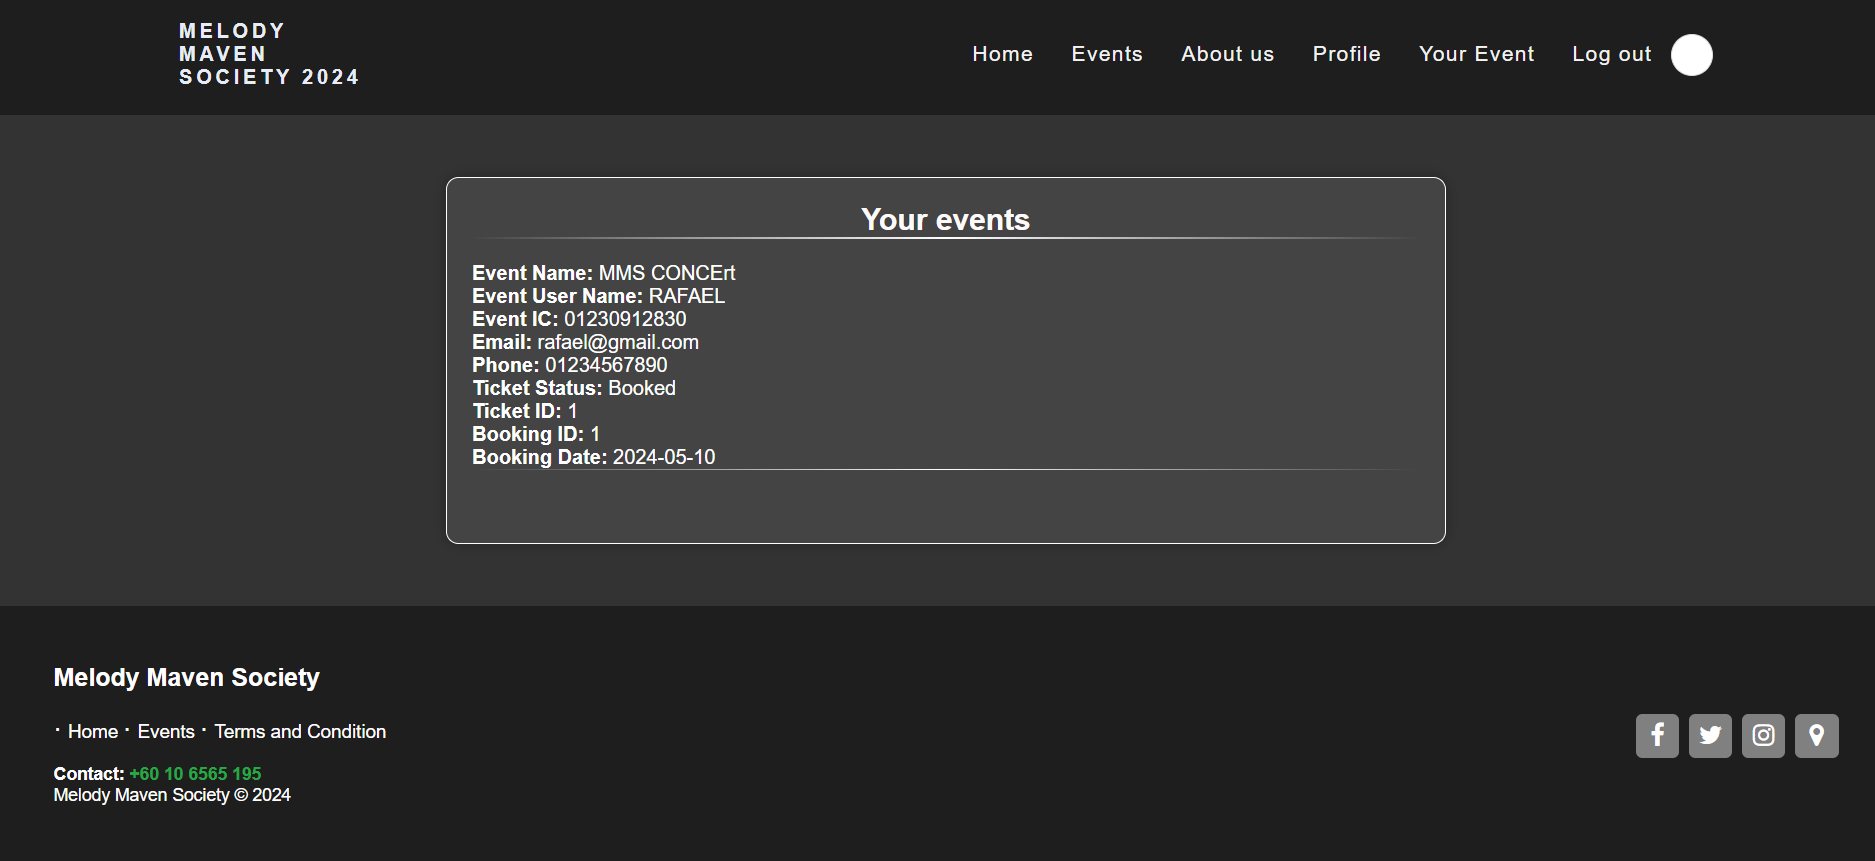 MELODY
MAVEN
SOCIETY 2024
Home Events About us Profile Your Event Log out
Your events
Event Name: MMS CONCErt
Event User Name: RAFAEL
Event IC: 01230912830
Email: rafael@gmail.com
Phone: 01234567890
Ticket Status: Booked
Ticket ID: 1
Booking ID: 1
Booking Date: 2024-05-10
Melody Maven Society
· Home · Events · Terms and Condition
Contact: +60 10 6565 195
Melody Maven Society © 2024